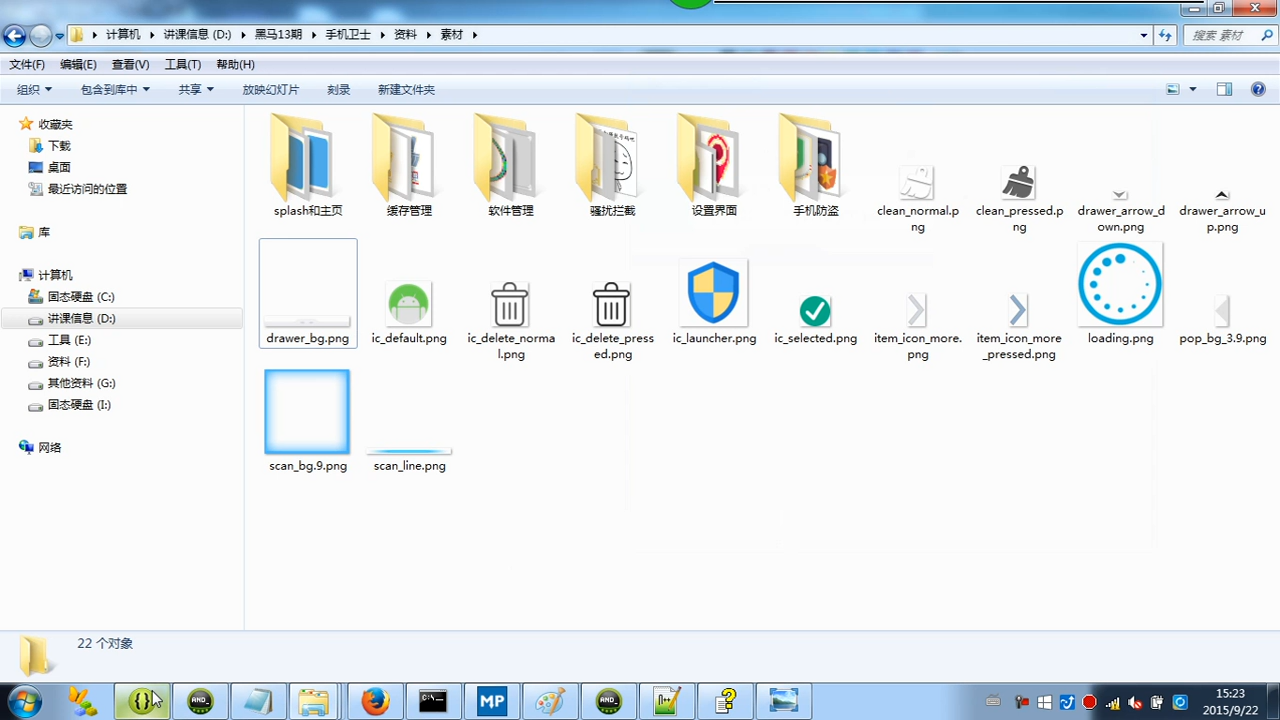 计算机 讲课信息 (D:) 黑马13期 手机卫士 资料 素材
搜索 素材
文件(F) 编辑(E) 查看(V) 工具(T) 帮助(H)
组织 包含到库中 共享 放映幻灯片 刻录 新建文件夹
收藏夹
下载
桌面
最近访问的位置
库
计算机
固态硬盘 (C:)
讲课信息 (D:)
工具 (E:)
资料 (F:)
其他资料 (G:)
固态硬盘 (I:)
网络
splash和主页
缓存管理
软件管理
骚扰拦截
设置界面
手机防盗
clean_normal.p
ng
clean_pressed.p
ng
drawer_arrow_d
own.png
drawer_arrow_u
p.png
drawer_bg.png
ic_default.png
ic_delete_norma
l.png
ic_delete_press
ed.png
ic_launcher.png
ic_selected.png
item_icon_more.
png
item_icon_more
_pressed.png
loading.png
pop_bg_3.9.png
scan_bg.9.png
scan_line.png
22 个对象
{}
AND_
C:\.
MP
AND_
15:23
2015/9/22